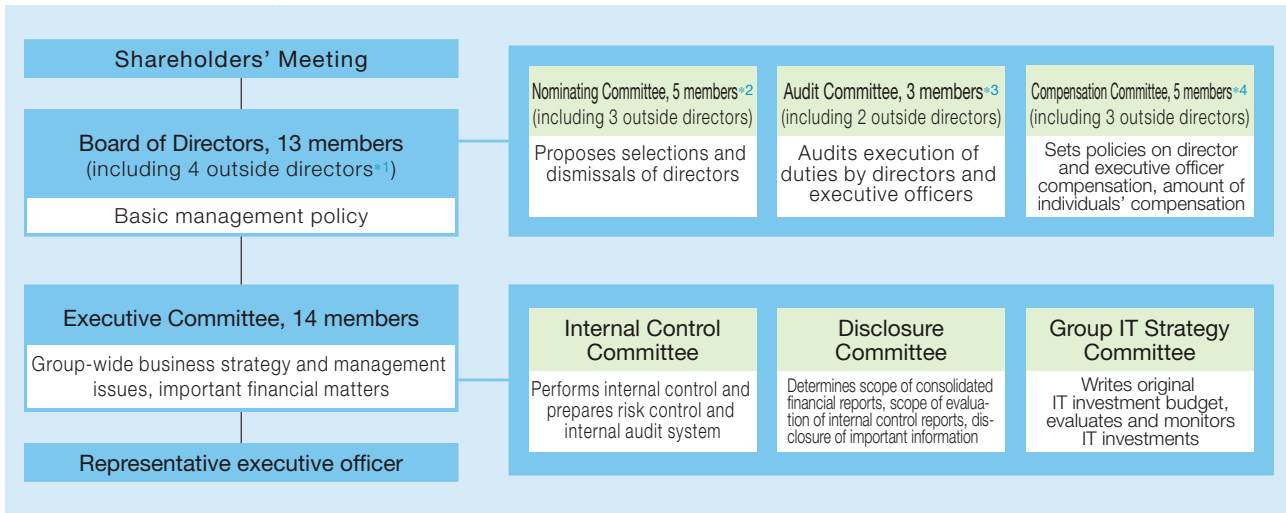 Shareholders' Meeting
Board of Directors, 13 members
(including 4 outside directors*1)
Basic management policy
Nominating Committee, 5 members*2
(including 3 outside directors)
Proposes selections and
dismissals of directors
Audit Committee, 3 members*3
(including 2 outside directors)
Audits execution of
duties by directors and
executive officers
Compensation Committee, 5 members*4
(including 3 outside directors)
Sets policies on director
and executive officer
compensation, amount of
individuals' compensation
Executive Committee, 14 members
Group-wide business strategy and management
issues, important financial matters
Internal Control
Committee
Performs internal control and
prepares risk control and
internal audit system
Disclosure
Committee
Determines scope of consolidated
financial reports, scope of evalua-
tion of internal control reports, dis-
closure of important information
Group IT Strategy
Committee
Writes original
IT investment budget,
evaluates and monitors
IT investments
Representative executive officer